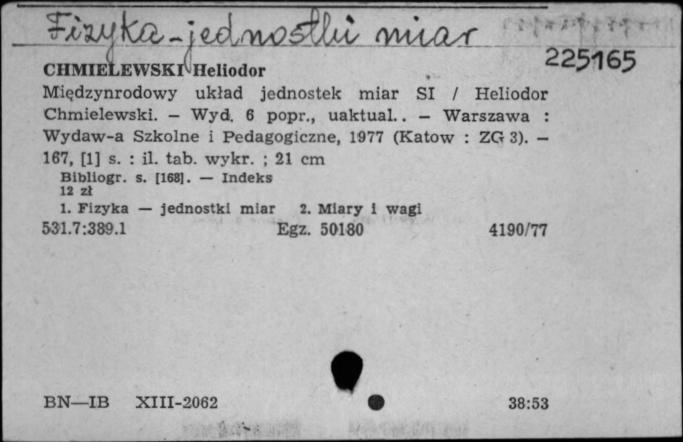 Fizyka - jednostki miar
225165
CHMIELEWSKI Heliodor
Międzynrodowy układ jednostek miar SI / Heliodor
Chmielewski. — Wyd. 6 popr., uaktual.. — Warszawa :
Wydaw-a Szkolne i Pedagogiczne, 1977 (Katow : ZG 3). —
167, [1] s. : il. tab. wykr. ; 21 cm
Bibliogr. s. [168]. — Indeks
12 zł
1. Fizyka — jednostki miar 2. Miary i wagi
531.7:389.1 Egz. 50180 4190/77
BN—IB XIII-2062 38:53